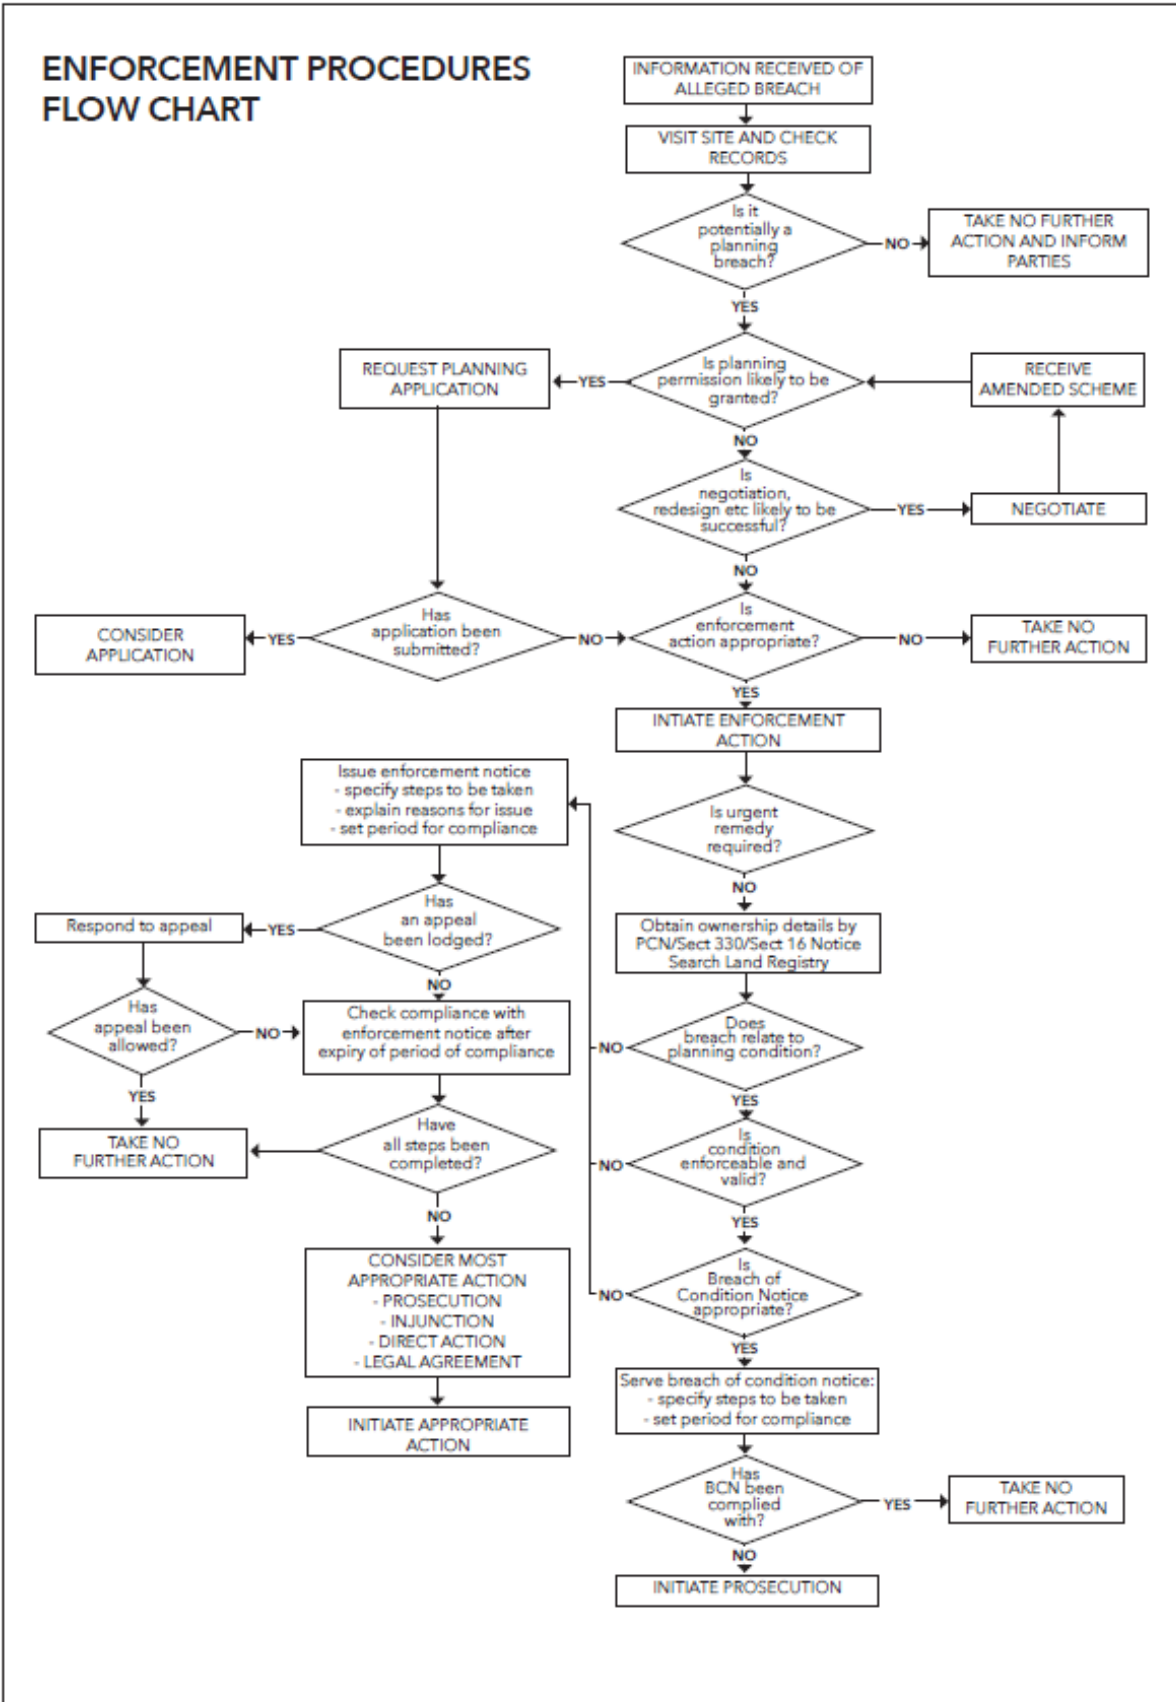 ENFORCEMENT PROCEDURES
FLOW CHART
INFORMATION RECEIVED OF
ALLEGED BREACH
VISIT SITE AND CHECK
RECORDS
Is it
potentially a
planning
breach?
NO
TAKE NO FURTHER
ACTION AND INFORM
PARTIES
YES
REQUEST PLANNING
APPLICATION
YES
Is planning
permission likely to be
granted?
RECEIVE
AMENDED SCHEME
NO
Is
negotiation,
redesign etc likely to be
successful?
YES
NEGOTIATE
NO
CONSIDER
APPLICATION
YES
Has
application been
submitted?
NO
Is
enforcement
action appropriate?
NO
TAKE NO
FURTHER ACTION
YES
INTIATE ENFORCEMENT
ACTION
Issue enforcement notice
- specify steps to be taken
- explain reasons for issue
- set period for compliance
Is urgent
remedy
required?
NO
Respond to appeal
YES
Has
an appeal
been lodged?
Obtain ownership details by
PCN/Sect 330/Sect 16 Notice
Search Land Registry
NO
Has
appeal been
allowed?
NO
Check compliance with
enforcement notice after
expiry of period of compliance
NO
Does
breach relate to
planning condition?
YES
YES
TAKE NO
FURTHER ACTION
Have
all steps been
completed?
NO
Is
condition
enforceable and
valid?
NO
YES
CONSIDER MOST
APPROPRIATE ACTION
- PROSECUTION
- INJUNCTION
- DIRECT ACTION
- LEGAL AGREEMENT
NO
Is
Breach of
Condition Notice
appropriate?
YES
INITIATE APPROPRIATE
ACTION
Serve breach of condition notice:
- specify steps to be taken
- set period for compliance
Has
BCN been
complied
with?
YES
TAKE NO
FURTHER ACTION
NO
INITIATE PROSECUTION